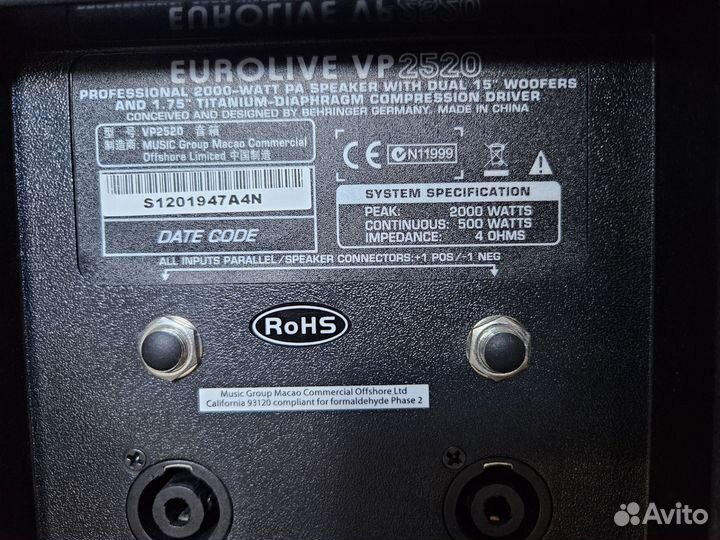 EUROLIVE VP2520
PROFESSIONAL 2000-WATT PA SPEAKER WITH DUAL 15" WOOFERS
AND 1.75" TITANIUM-DIAPHRAGM COMPRESSION DRIVER
CONCEIVED AND DESIGNED BY BEHRINGER GERMANY. MADE IN CHINA
型号 VP2520 音箱
制造商: MUSIC Group Macao Commercial
Offshore Limited 中国制造
CE N11999
S1201947A4N
DATE CODE
SYSTEM SPECIFICATION
PEAK: 2000 WATTS
CONTINUOUS: 500 WATTS
IMPEDANCE: 4 OHMS
ALL INPUTS PARALLEL/SPEAKER CONNECTORS:+1 POS/-1 NEG
RoHS
Music Group Macao Commercial Offshore Ltd
California 93120 compliant for formaldehyde Phase 2
Avito